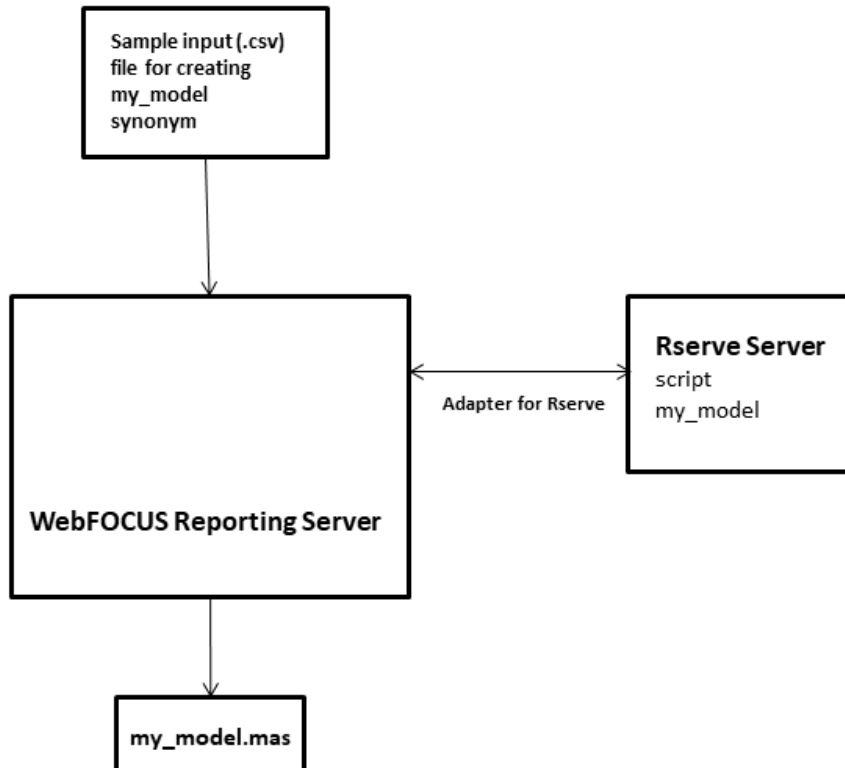 Sample input (.csv)
file for creating
my_model
synonym
Rserve Server
script
my_model
Adapter for Rserve
WebFOCUS Reporting Server
my_model.mas